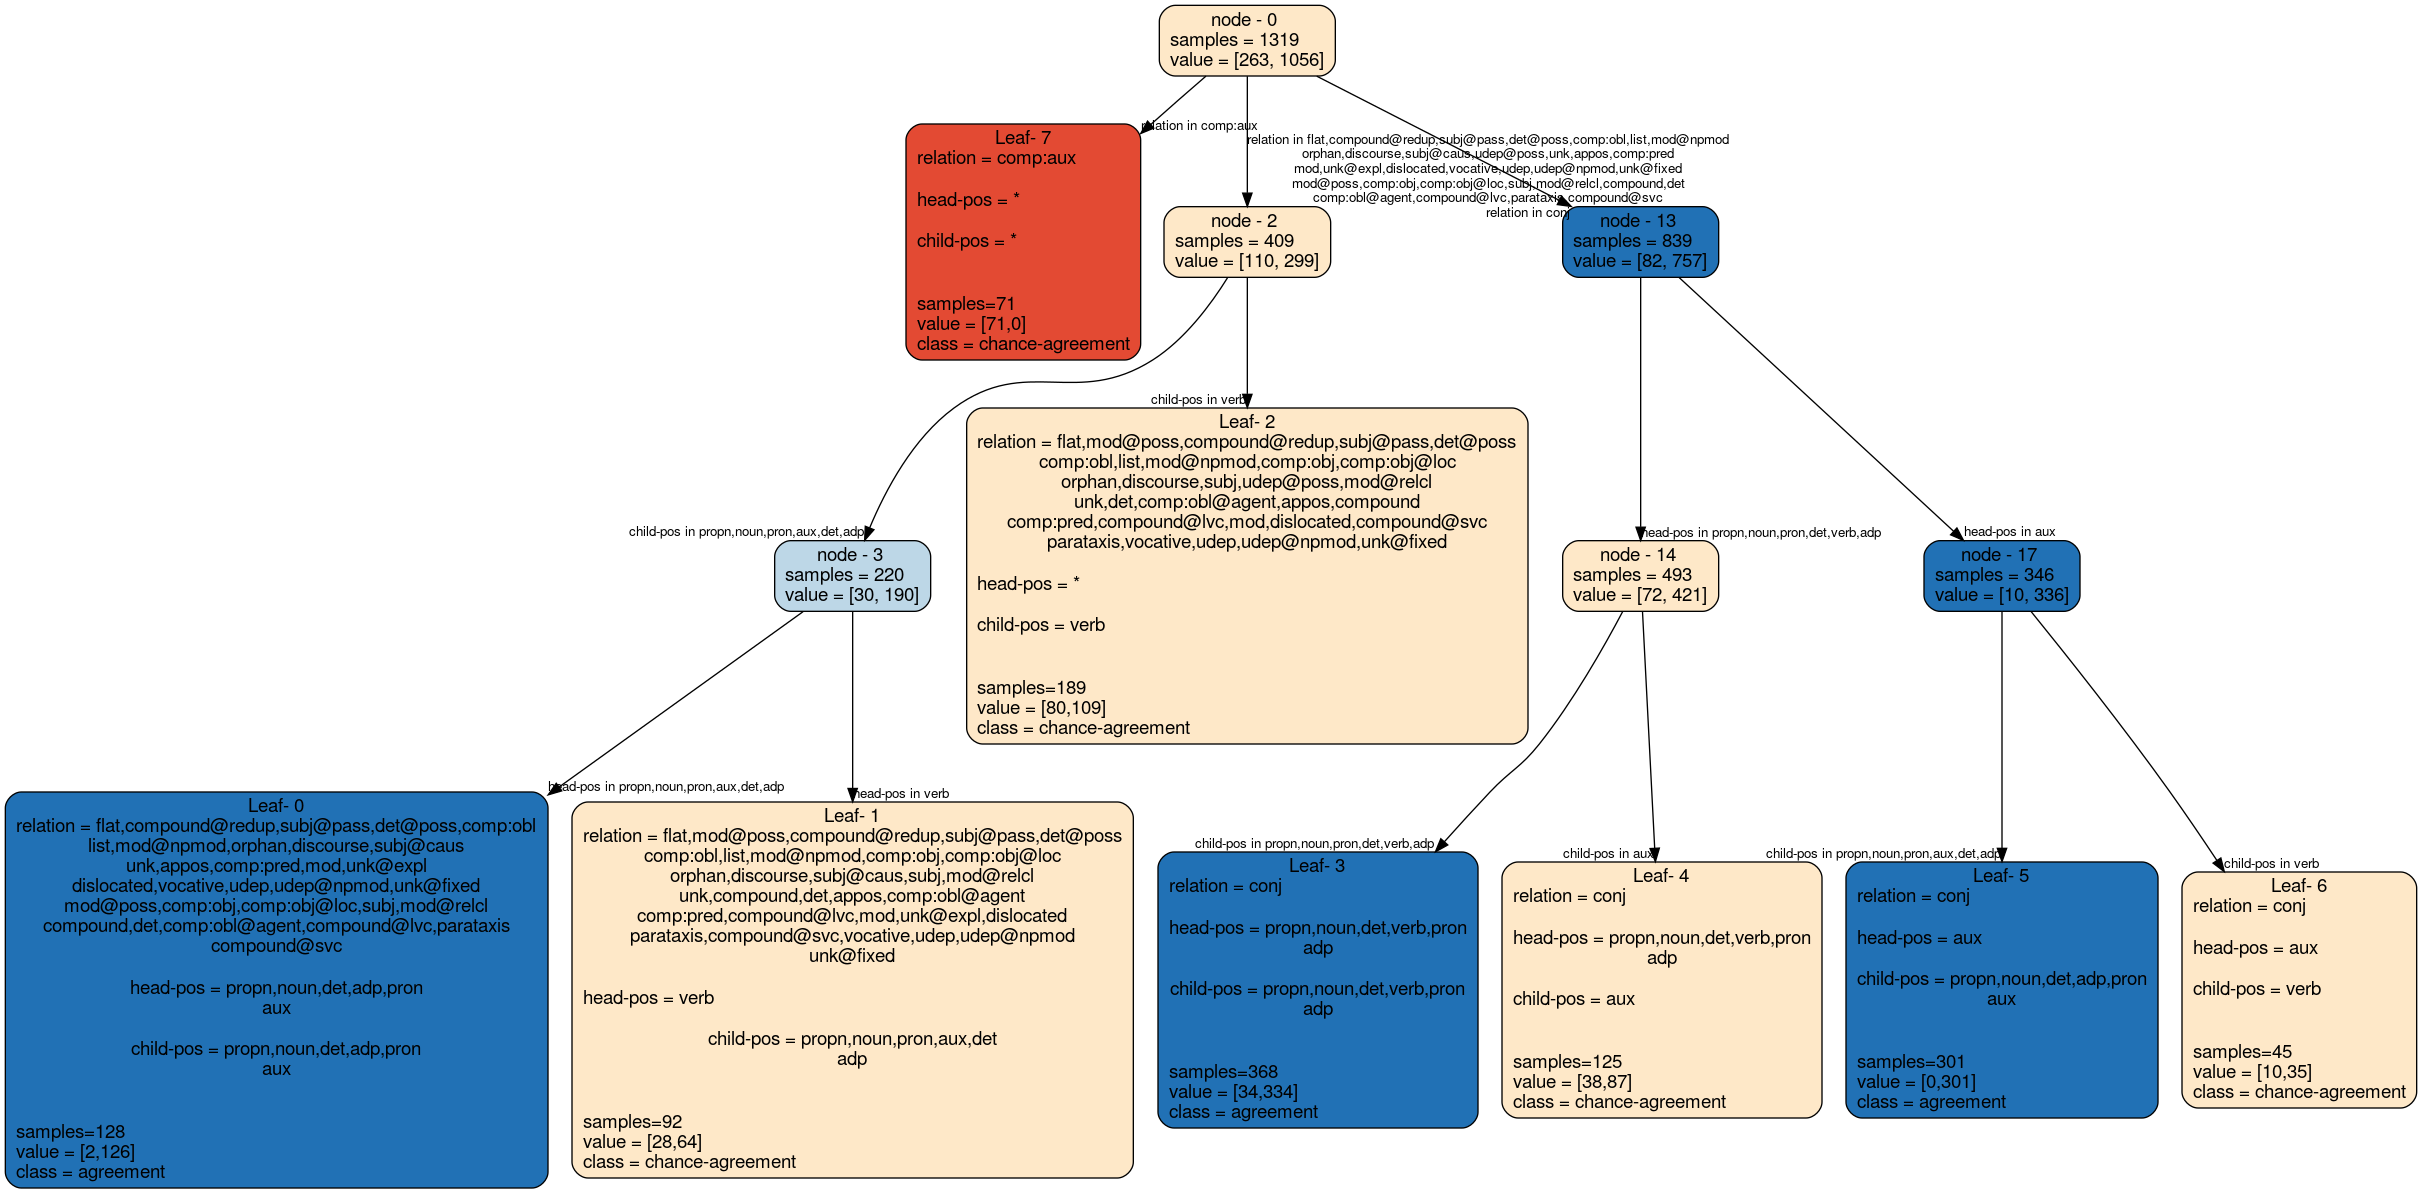 node - 0
samples = 1319
value = [263, 1056]
relation in comp:aux
relation in flat,compound@redup,subj@pass,det@poss,comp:obl,list,mod@npmod
orphan,discourse,subj@caus,udep@poss,unk,appos,comp:pred
mod,unk@expl,dislocated,vocative,udep,udep@npmod,unk@fixed
mod@poss,comp:obj,comp:obj@loc,subj,mod@relcl,compound,det
comp:obl@agent,compound@lvc,parataxis,compound@svc
relation in conj
Leaf- 7
relation = comp:aux
head-pos = *
child-pos = *
samples=71
value = [71,0]
class = chance-agreement
node - 2
samples = 409
value = [110, 299]
node - 13
samples = 839
value = [82, 757]
child-pos in propn,noun,pron,aux,det,adp
child-pos in verb
head-pos in propn,noun,pron,det,verb,adp
head-pos in aux
node - 3
samples = 220
value = [30, 190]
Leaf- 2
relation = flat,mod@poss,compound@redup,subj@pass,det@poss
comp:obl,list,mod@npmod,comp:obj,comp:obj@loc
orphan,discourse,subj,udep@poss,mod@relcl
unk,det,comp:obl@agent,appos,compound
comp:pred,compound@lvc,mod,dislocated,compound@svc
parataxis,vocative,udep,udep@npmod,unk@fixed
head-pos = *
child-pos = verb
samples=189
value = [80,109]
class = chance-agreement
node - 14
samples = 493
value = [72, 421]
node - 17
samples = 346
value = [10, 336]
head-pos in propn,noun,pron,aux,det,adp
head-pos in verb
child-pos in propn,noun,pron,det,verb,adp
child-pos in aux
child-pos in propn,noun,pron,aux,det,adp
child-pos in verb
Leaf- 0
relation = flat,compound@redup,subj@pass,det@poss,comp:obl
list,mod@npmod,orphan,discourse,subj@caus
unk,appos,comp:pred,mod,unk@expl
dislocated,vocative,udep,udep@npmod,unk@fixed
mod@poss,comp:obj,comp:obj@loc,subj,mod@relcl
compound,det,comp:obl@agent,compound@lvc,parataxis
compound@svc
head-pos = propn,noun,det,adp,pron
aux
child-pos = propn,noun,det,adp,pron
aux
samples=128
value = [2,126]
class = agreement
Leaf- 1
relation = flat,mod@poss,compound@redup,subj@pass,det@poss
comp:obl,list,mod@npmod,comp:obj,comp:obj@loc
orphan,discourse,subj@caus,subj,mod@relcl
unk,compound,det,appos,comp:obl@agent
comp:pred,compound@lvc,mod,unk@expl,dislocated
parataxis,compound@svc,vocative,udep,udep@npmod
unk@fixed
head-pos = verb
child-pos = propn,noun,pron,aux,det
adp
samples=92
value = [28,64]
class = chance-agreement
Leaf- 3
relation = conj
head-pos = propn,noun,det,verb,pron
adp
child-pos = propn,noun,det,verb,pron
adp
samples=368
value = [34,334]
class = agreement
Leaf- 4
relation = conj
head-pos = propn,noun,det,verb,pron
adp
child-pos = aux
samples=125
value = [38,87]
class = chance-agreement
Leaf- 5
relation = conj
head-pos = aux
child-pos = propn,noun,det,adp,pron
aux
samples=301
value = [0,301]
class = agreement
Leaf- 6
relation = conj
head-pos = aux
child-pos = verb
samples=45
value = [10,35]
class = chance-agreement